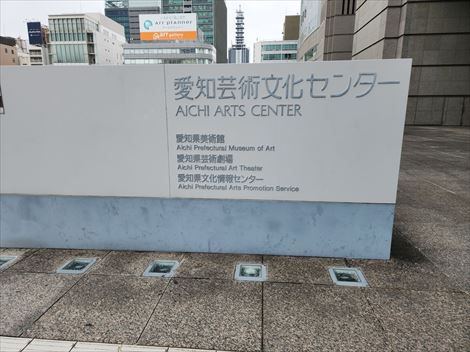 Art planner
ART gallery
愛知芸術文化センター
AICHI ARTS CENTER
愛知県美術館
Aichi Prefectural Museum of Art
愛知県芸術劇場
Aichi Prefectural Art Theater
愛知県文化情報センター
Aichi Prefectural Arts Promotion Service